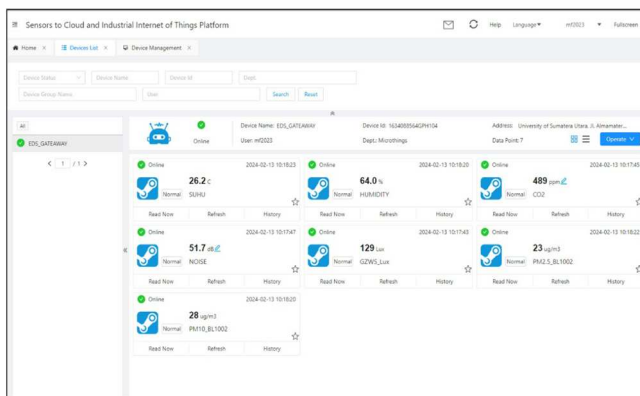 Sensors to Cloud and Industrial Internet of Things Platform Help Language mf2023 Fullscreen
Home × Devices List × Device Management ×
Device Status Device Name Device Id Dept.
Device Group Name User Search Reset
All
EDS_GATEAWAY
< 1 / 1 >
Online
Device Name: EDS_GATEAWAY Device Id: Address: University of Sumatera Utara, Jl. Almamater...
User: mf2023 Dept.: Microthings Data Point: 7 Operate
Online 2024-02-13 10:18:23
26.2 C
Normal SUHU
Read Now Refresh History
Online 2024-02-13 10:18:20
64.0 %
Normal HUMIDITY
Read Now Refresh History
Online 2024-02-13 10:17:45
489 ppm
Normal CO2
Read Now Refresh History
Online 2024-02-13 10:17:47
51.7 dB
Normal NOISE
Read Now Refresh History
Online 2024-02-13 10:17:43
129 Lux
Normal GZWS_Lux
Read Now Refresh History
Online 2024-02-13 10:18:22
23 ug/m3
Normal PM2.5_BL1002
Read Now Refresh History
Online 2024-02-13 10:18:20
28 ug/m3
Normal PM10_BL1002
Read Now Refresh History